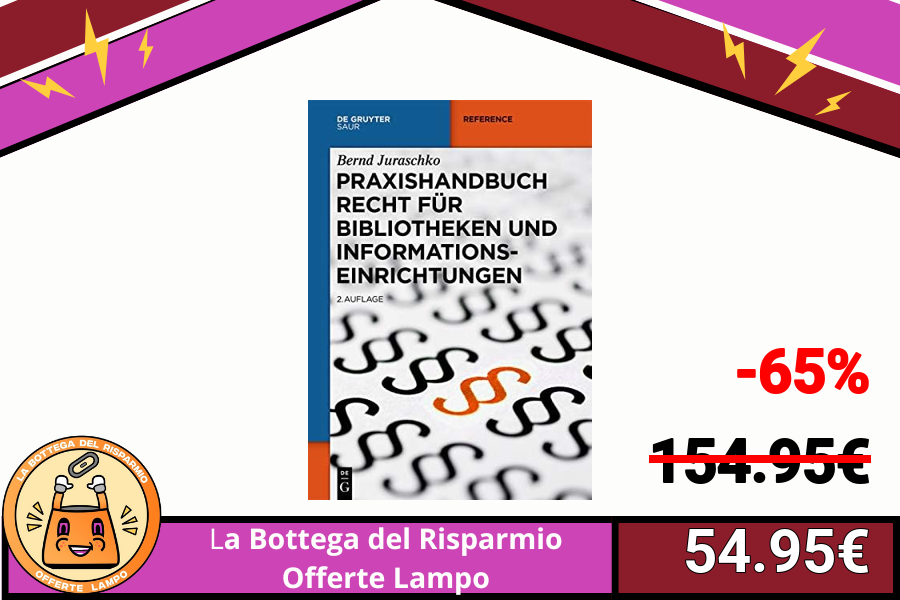 DE GRUYTER
SAUR
REFERENCE
Bernd Juraschko
PRAXISHANDBUCH
RECHT FÜR
BIBLIOTHEKEN UND
INFORMATIONS-
EINRICHTUNGEN
2. AUFLAGE
DE
G
-65%
154.95€
LA BOTTEGA DEL RISPARMIO
OFFERTE LAMPO
La Bottega del Risparmio
Offerte Lampo
54.95€